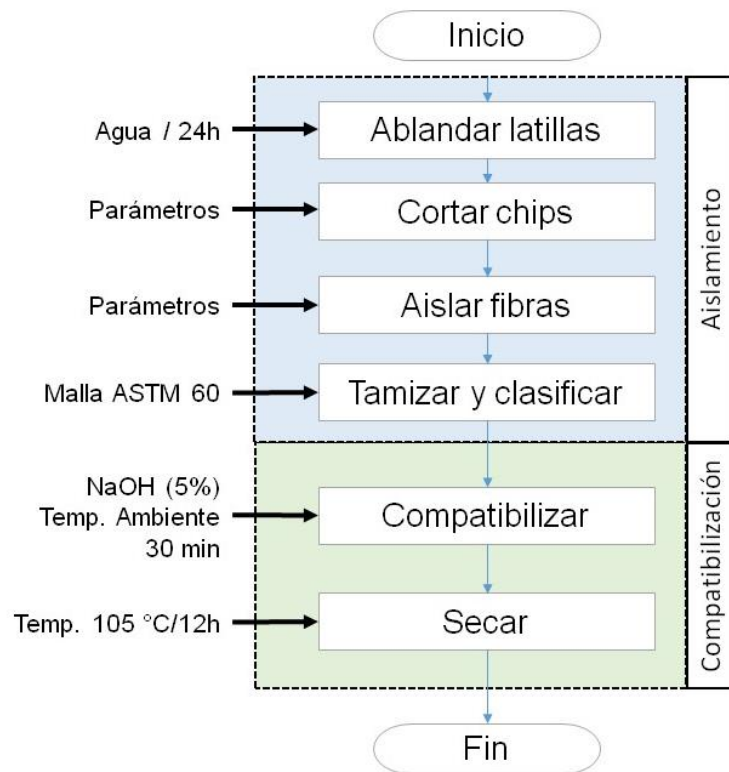 Inicio
Agua / 24h
Ablandar latillas
Parámetros
Cortar chips
Parámetros
Aislar fibras
Malla ASTM 60
Tamizar y clasificar
Aislamiento
NaOH (5%)
Temp. Ambiente
30 min
Compatibilizar
Temp. 105 °C/12h
Secar
Compatibilización
Fin